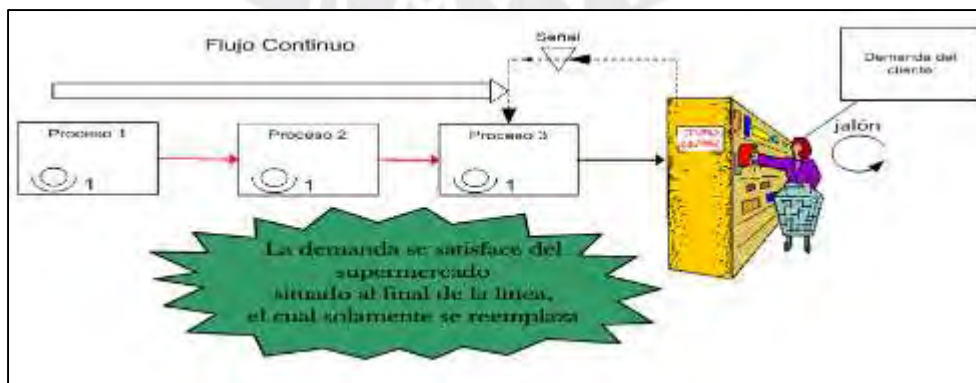 Flujo Continuo
Señal
Demanda del
cliente
Proceso 1
1
Proceso 2
1
Proceso 3
1
jalón
La demanda se satisface del
supermercado
situado al final de la línea,
el cual solamente se reemplaza